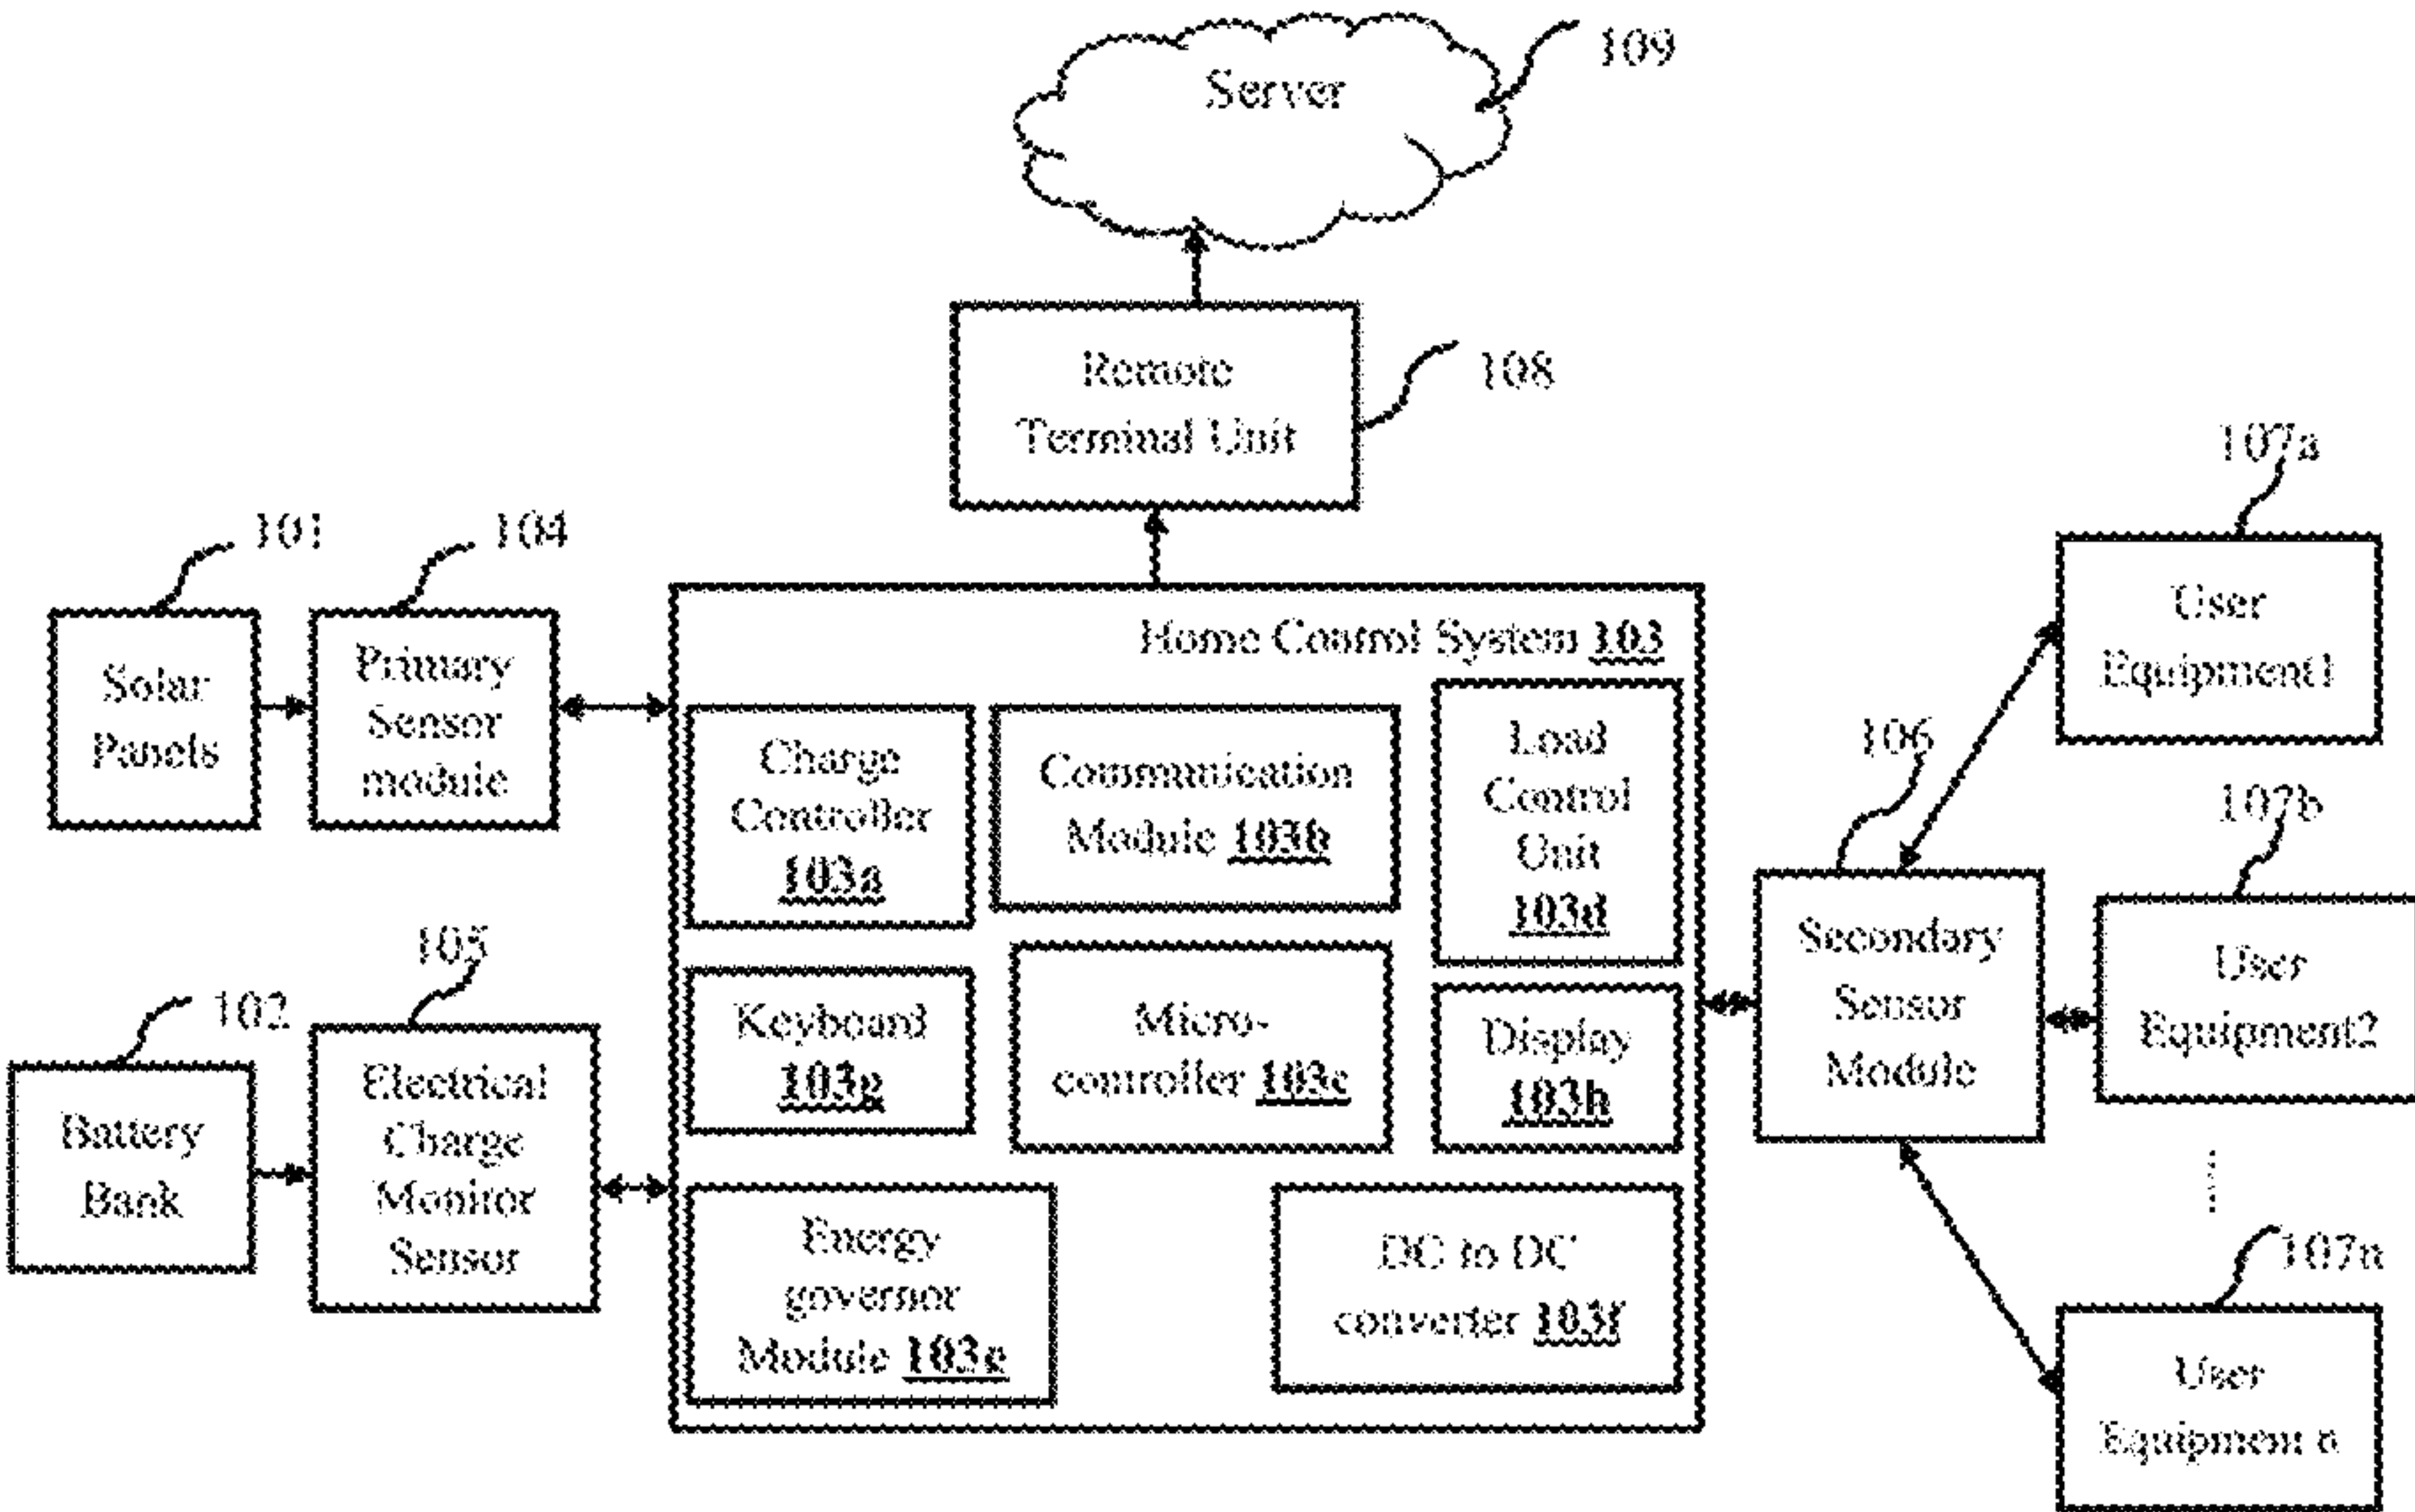 109
Server
108
Remote
Terminal Unit
107a
User
Equipment1
101
104
Solar
Panels
Primary
Sensor
module
Home Control System 103
Charge
Controller
103a
Communication
Module 103b
Load
Control
Unit
103d
106
107b
105
102
Keyboard
103g
Micro-
controller 103c
Display
103h
Secondary
Sensor
Module
User
Equipment2
Battery
Bank
Electrical
Charge
Monitor
Sensor
Energy
governor
Module 103e
DC to DC
converter 103f
107n
User
Equipment n